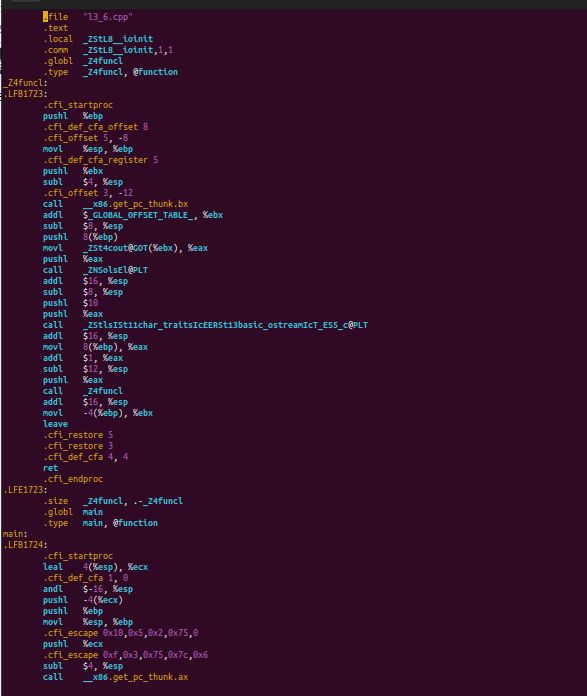 .file "l3_6.cpp"
.text
.local _ZStL8__ioinit
.comm _ZStL8__ioinit,1,1
.globl _Z4funcl
.type _Z4funcl, @function
_Z4funcl:
.LFB1723:
.cfi_startproc
pushl %ebp
.cfi_def_cfa_offset 8
.cfi_offset 5, -8
movl %esp, %ebp
.cfi_def_cfa_register 5
pushl %ebx
subl $4, %esp
.cfi_offset 3, -12
call __x86.get_pc_thunk.bx
addl $_GLOBAL_OFFSET_TABLE_, %ebx
subl $8, %esp
pushl 8(%ebp)
movl _ZSt4cout@GOT(%ebx), %eax
pushl %eax
call _ZNSolsEl@PLT
addl $16, %esp
subl $8, %esp
pushl $10
pushl %eax
call _ZStlsISt11char_traitsIcEERSt13basic_ostreamIcT_ES5_c@PLT
addl $16, %esp
movl 8(%ebp), %eax
addl $1, %eax
subl $12, %esp
pushl %eax
call _Z4funcl
addl $16, %esp
movl -4(%ebp), %ebx
leave
.cfi_restore 5
.cfi_restore 3
.cfi_def_cfa 4, 4
ret
.cfi_endproc
.LFE1723:
.size _Z4funcl, .-_Z4funcl
.globl main
.type main, @function
main:
.LFB1724:
.cfi_startproc
leal 4(%esp), %ecx
.cfi_def_cfa 1, 0
andl $-16, %esp
pushl -4(%ecx)
pushl %ebp
movl %esp, %ebp
.cfi_escape 0x10,0x5,0x2,0x75,0
pushl %ecx
.cfi_escape 0xf,0x3,0x75,0x7c,0x6
subl $4, %esp
call __x86.get_pc_thunk.ax